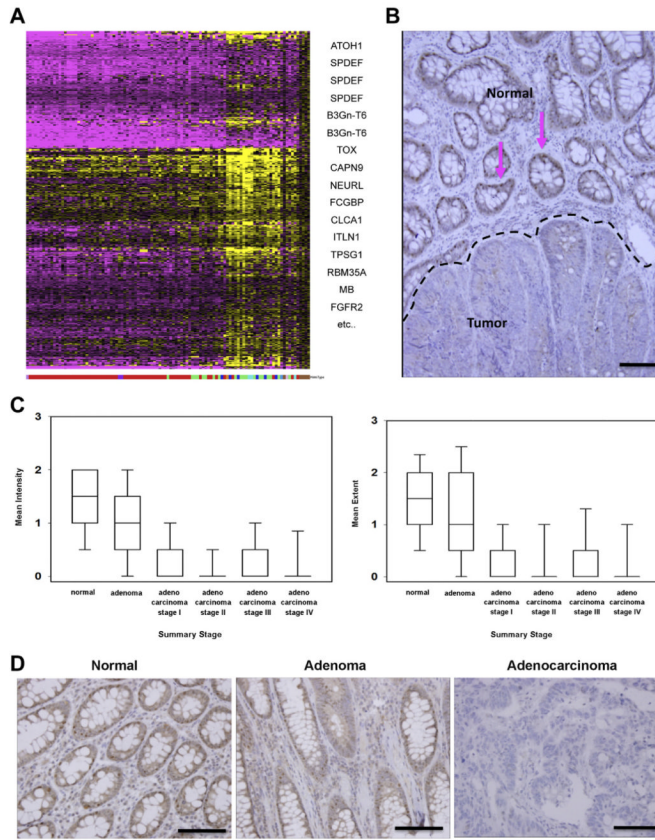 A
ATOH1
SPDEF
SPDEF
SPDEF
B3Gn-T6
B3Gn-T6
TOX
CAPN9
NEURL
FCGBP
CLCA1
ITLN1
TPSG1
RBM35A
MB
FGFR2
etc..
B
Normal
Tumor
C
3
2
1
0
Mean Intensity
normal
adenoma
adeno
carcinoma
stage I
adeno
carcinoma
stage II
adeno
carcinoma
stage III
adeno
carcinoma
stage IV
Summary Stage
3
2
1
0
Mean Extent
normal
adenoma
adeno
carcinoma
stage I
adeno
carcinoma
stage II
adeno
carcinoma
stage III
adeno
carcinoma
stage IV
Summary Stage
D
Normal
Adenoma
Adenocarcinoma